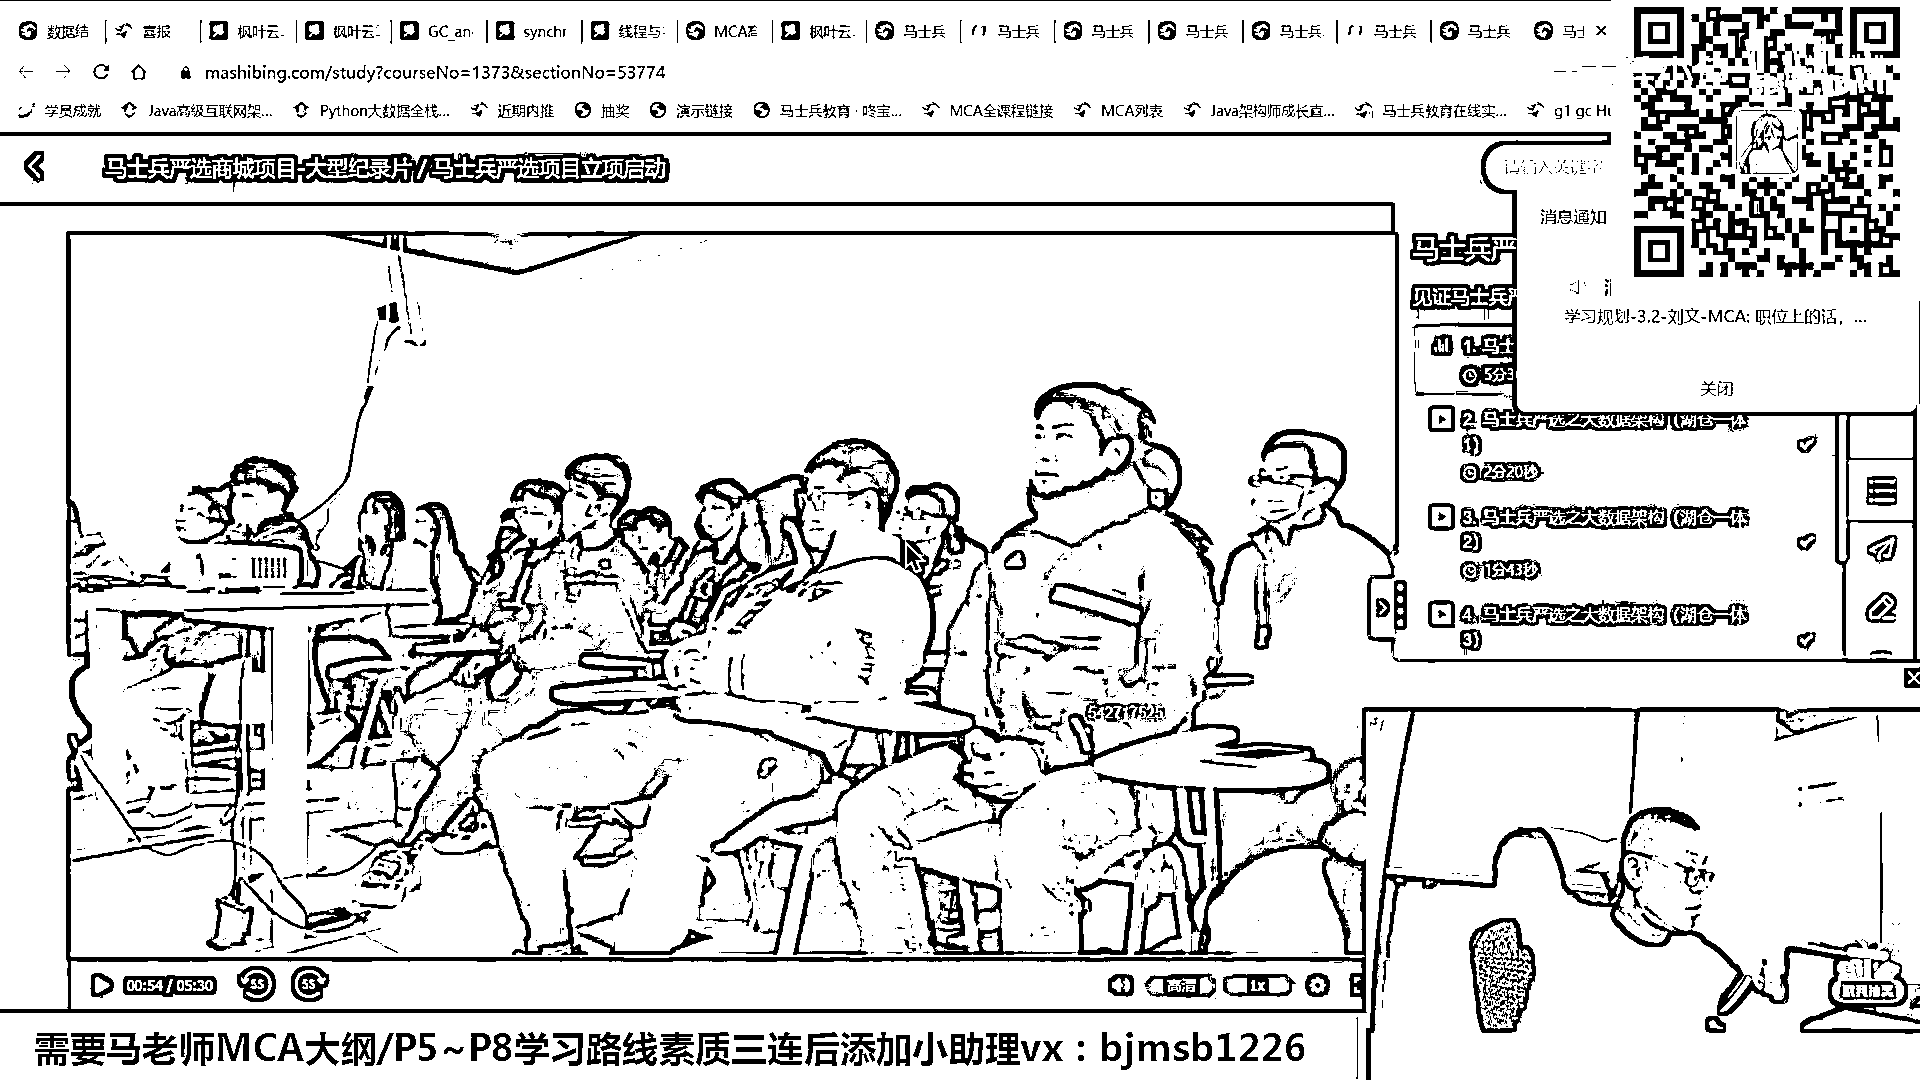 数据结 喜报 枫叶云. 枫叶云 GC_an synchr 线程与 MCA 枫叶云. 马士兵 马士兵 马士兵 马士兵 马士兵. 马士兵 马士兵
mashibing.com/study?courseNo=1373&sectionNo=53774
学员成就 Java高级互联网架... Python大数据全栈... 近期内推 抽奖 演示链接 马士兵教育·咚宝... MCA全课程链接 MCA列表 Java架构师成长直... 马士兵教育在线实... g1 gc Hu
马士兵严选商城项目-大型纪录片 / 马士兵严选项目立项启动
请输入关键字
消息通知
马士兵严
见证马士兵严
学习规划-3.2-刘文-MCA: 职位上的话，...
1. 马士
5分3
关闭
2. 马士兵严选之大数据架构（湖仓一体
1）
2分20秒
3. 马士兵严选之大数据架构（湖仓一体
2）
1分43秒
4. 马士兵严选之大数据架构（湖仓一体
3）
542717525
00:54 / 05:30 5S 5S 高清 1x
需要马老师MCA大纲/P5~P8学习路线素质三连后添加小助理vx：bjmsb1226